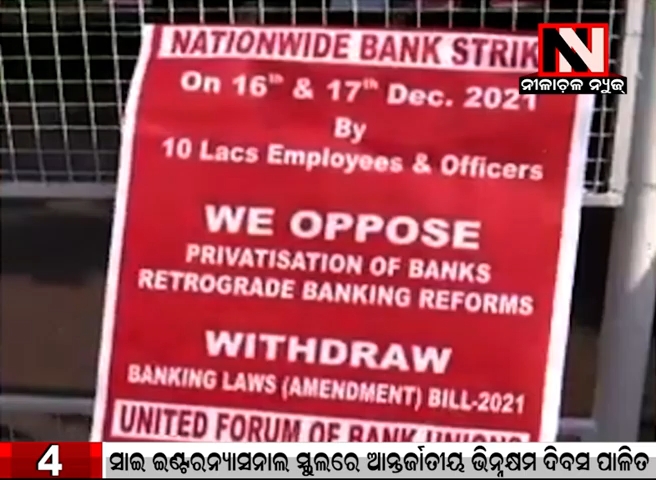 NATIONWIDE BANK STRIK
On 16th & 17th Dec. 2021
By
10 Lacs Employees & Officers
WE OPPOSE
PRIVATISATION OF BANKS
RETROGRADE BANKING REFORMS
WITHDRAW
BANKING LAWS (AMENDMENT) BILL-2021
UNITED FORUM OF BANK UNIONS
N
ନୀଳାଚଳ ନ୍ୟୁଜ୍
4 ସାଇ ଇଣ୍ଟରନ୍ୟାସନାଲ ସ୍କୁଲରେ ଆନ୍ତର୍ଜାତୀୟ ଭିନ୍ନକ୍ଷମ ଦିବସ ପାଳିତ